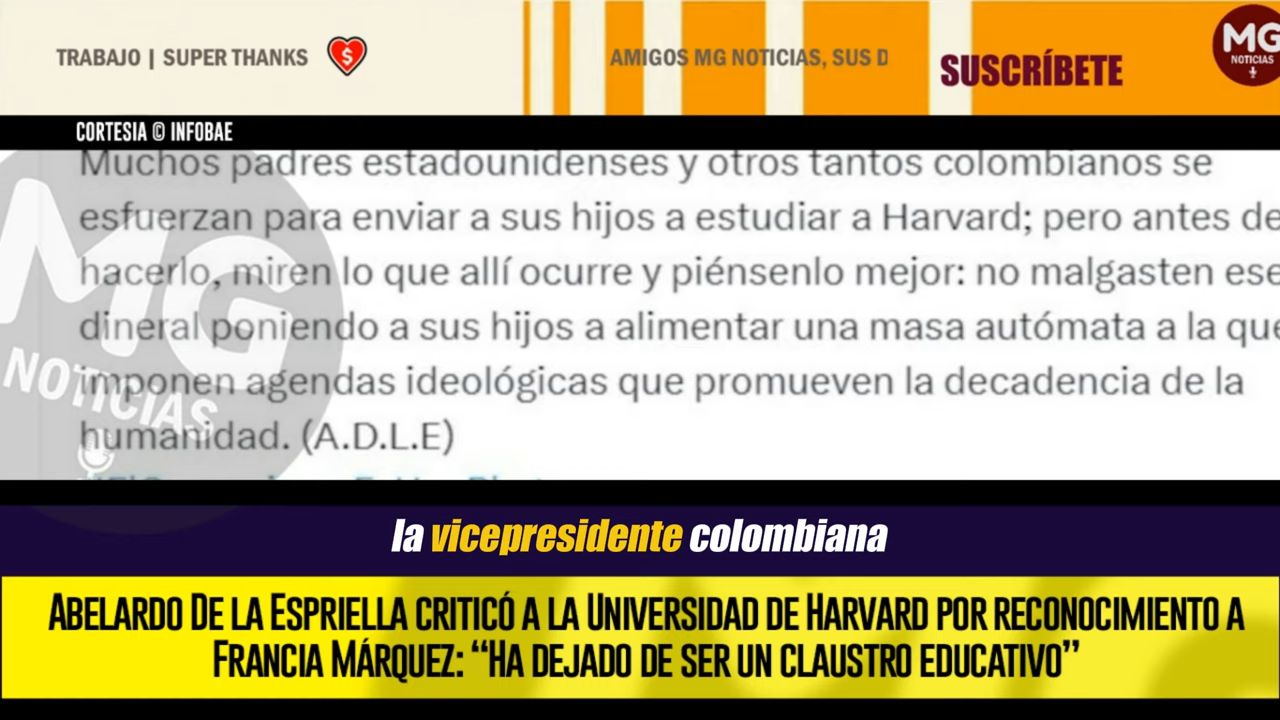 TRABAJO | SUPER THANKS
AMIGOS MG NOTICIAS, SUS D
SUSCRÍBETE
MG
NOTICIAS
CORTESIA © INFOBAE
Muchos padres estadounidenses y otros tantos colombianos se
esfuerzan para enviar a sus hijos a estudiar a Harvard; pero antes de
hacerlo, miren lo que allí ocurre y piénsenlo mejor: no malgasten ese
dineral poniendo a sus hijos a alimentar una masa autómata a la que
imponen agendas ideológicas que promueven la decadencia de la
humanidad. (A.D.L.E)
MG
NOTICIAS
la vicepresidente colombiana
ABELARDO DE LA ESPRIELLA CRITICÓ A LA UNIVERSIDAD DE HARVARD POR RECONOCIMIENTO A
FRANCIA MÁRQUEZ: “HA DEJADO DE SER UN CLAUSTRO EDUCATIVO”